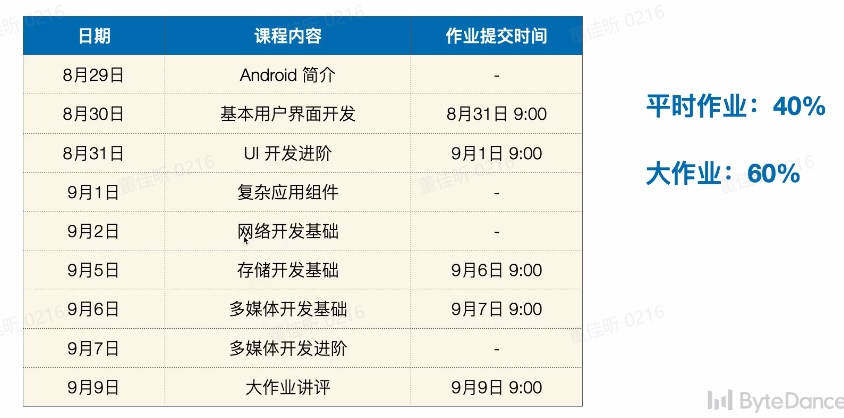 日期 课程内容 作业提交时间
8月29日 Android 简介 -
8月30日 基本用户界面开发 8月31日 9:00
8月31日 UI 开发进阶 9月1日 9:00
9月1日 复杂应用组件 -
9月2日 网络开发基础 -
9月5日 存储开发基础 9月6日 9:00
9月6日 多媒体开发基础 9月7日 9:00
9月7日 多媒体开发进阶 -
9月9日 大作业讲评 9月9日 9:00
平时作业：40%
大作业：60%
ByteDance
董佳昕 0216